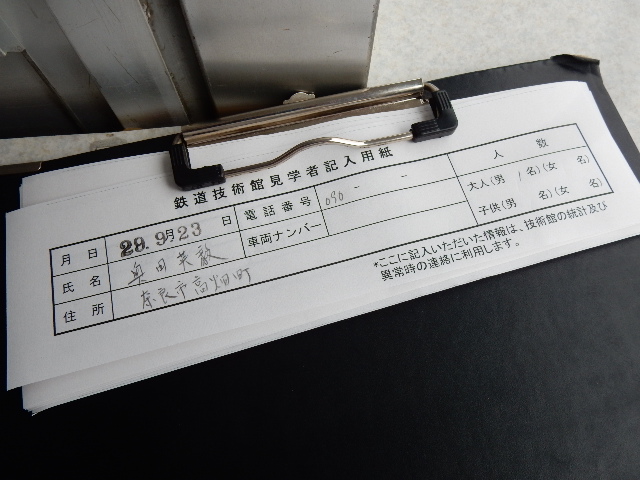 鉄道技術館見学者記入用紙
月日 29.9月23日 電話番号 090 - - 人数
氏名 奥田英敏 車両ナンバー 大人(男 1 名)(女 名)
住所 奈良市高畑町 子供(男 名)(女 名)
*ここに記入いただいた情報は、技術館の統計及び
異常時の連絡に利用します。